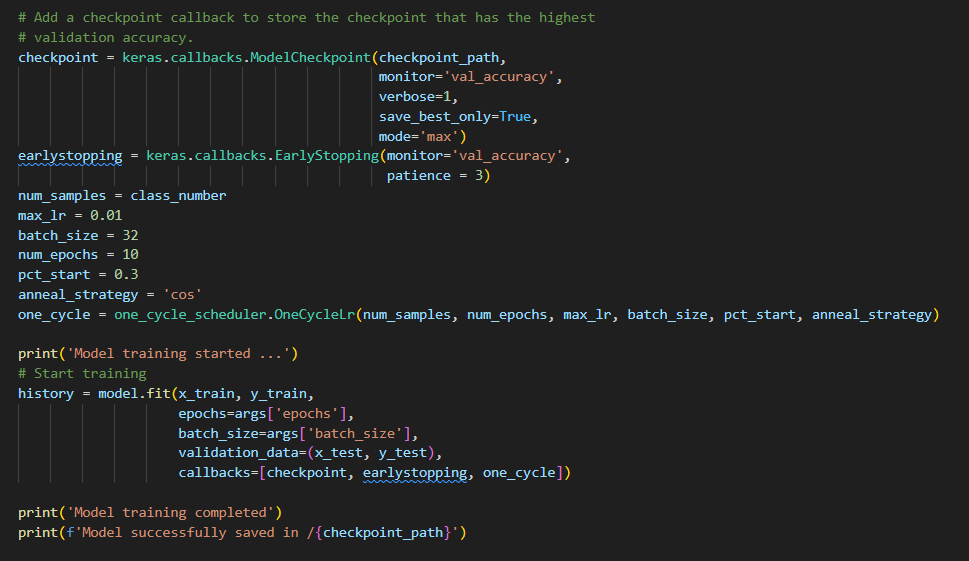 # Add a checkpoint callback to store the checkpoint that has the highest
# validation accuracy.
checkpoint = keras.callbacks.ModelCheckpoint(checkpoint_path,
monitor='val_accuracy',
verbose=1,
save_best_only=True,
mode='max')
earlystopping = keras.callbacks.EarlyStopping(monitor='val_accuracy',
patience = 3)
num_samples = class_number
max_lr = 0.01
batch_size = 32
num_epochs = 10
pct_start = 0.3
anneal_strategy = 'cos'
one_cycle = one_cycle_scheduler.OneCycleLr(num_samples, num_epochs, max_lr, batch_size, pct_start, anneal_strategy)
print('Model training started ...')
# Start training
history = model.fit(x_train, y_train,
epochs=args['epochs'],
batch_size=args['batch_size'],
validation_data=(x_test, y_test),
callbacks=[checkpoint, earlystopping, one_cycle])
print('Model training completed')
print(f'Model successfully saved in /{checkpoint_path}')